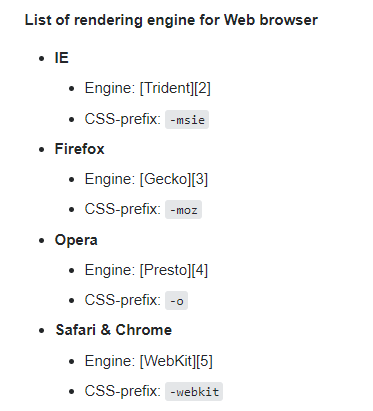 List of rendering engine for Web browser
IE
Engine: [Trident][2]
CSS-prefix: -msie
Firefox
Engine: [Gecko][3]
CSS-prefix: -moz
Opera
Engine: [Presto][4]
CSS-prefix: -o
Safari & Chrome
Engine: [WebKit][5]
CSS-prefix: -webkit